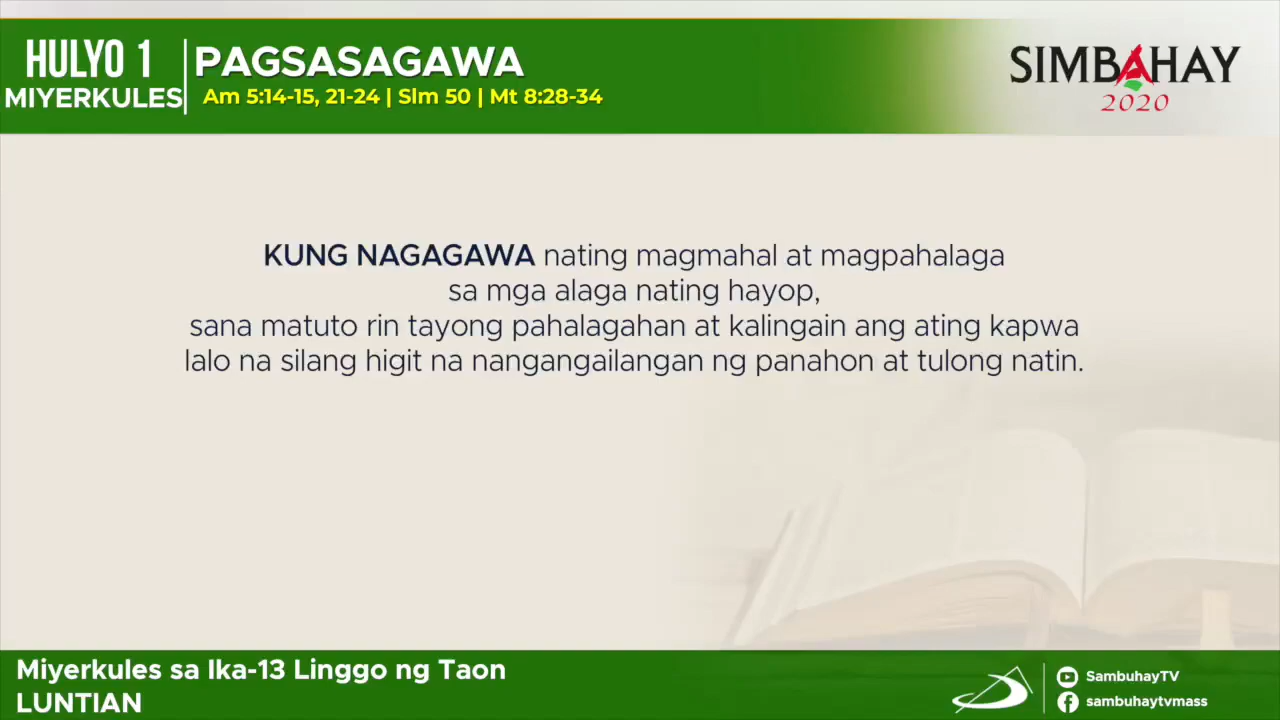 HULYO 1
MIYERKULES
PAGSASAGAWA
Am 5:14-15, 21-24 | Slm 50 | Mt 8:28-34
SIMBAHAY
2020
KUNG NAGAGAWA nating magmahal at magpahalaga
sa mga alaga nating hayop,
sana matuto rin tayong pahalagahan at kalingain ang ating kapwa
lalo na silang higit na nangangailangan ng panahon at tulong natin.
Miyerkules sa Ika-13 Linggo ng Taon
LUNTIAN
SambuhayTV
sambuhaytvmass